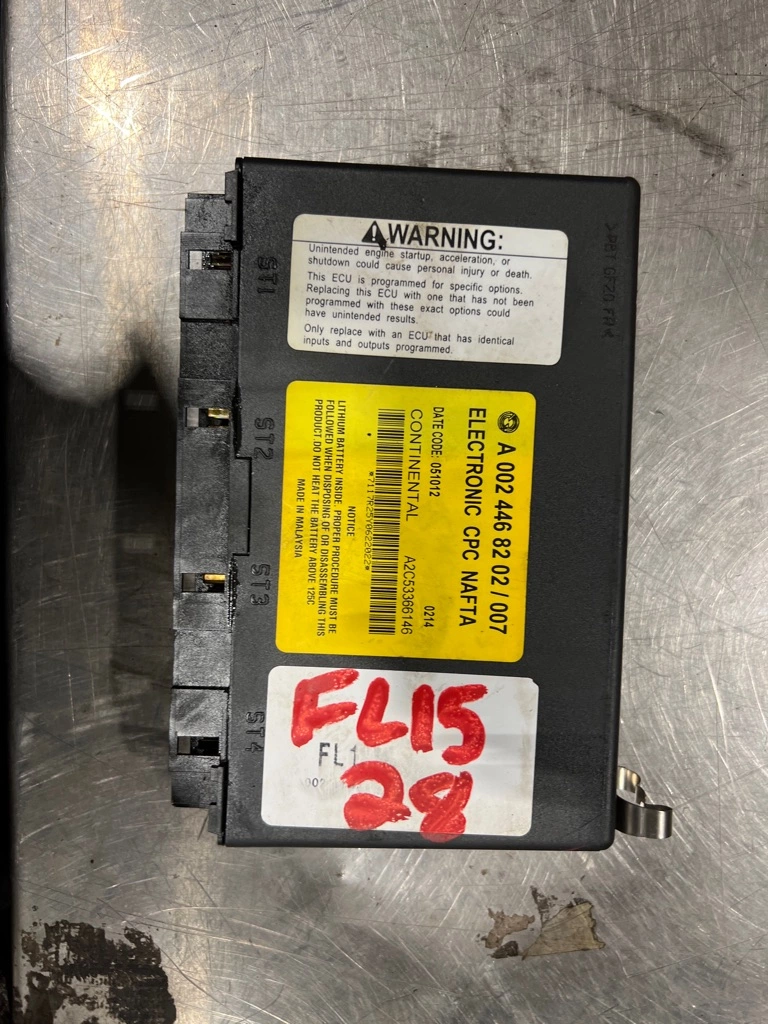 WARNING:
Unintended engine startup, acceleration, or
shutdown could cause personal injury or death.
This ECU is programmed for specific options.
Replacing this ECU with one that has not been
programmed with these exact options could
have unintended results.
Only replace with an ECU that has identical
inputs and outputs programmed.
>PBT GF20 FR<
ST1
ST2
ST3
ST4
A 002 446 82 02 / 007
ELECTRONIC CPC NAFTA
DATE CODE: 051012 0214
CONTINENTAL A2C53366146
*7117R25Y0622022*
NOTICE
LITHIUM BATTERY INSIDE. PROPER PROCEDURE MUST BE
FOLLOWED WHEN DISPOSING OF OR DISASSEMBLING THIS
PRODUCT.DO NOT HEAT THE BATTERY ABOVE 125C
MADE IN MALAYSIA
FL15
FL1
28